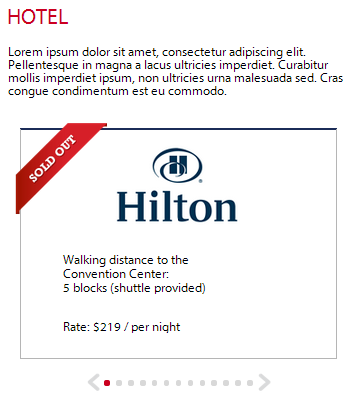 HOTEL
Lorem ipsum dolor sit amet, consectetur adipiscing elit.
Pellentesque in magna a lacus ultricies imperdiet. Curabitur
mollis imperdiet ipsum, non ultricies urna malesuada sed. Cras
congue condimentum est eu commodo.
SOLD OUT
H
Hilton
Walking distance to the
Convention Center:
5 blocks (shuttle provided)
Rate: $219 / per night